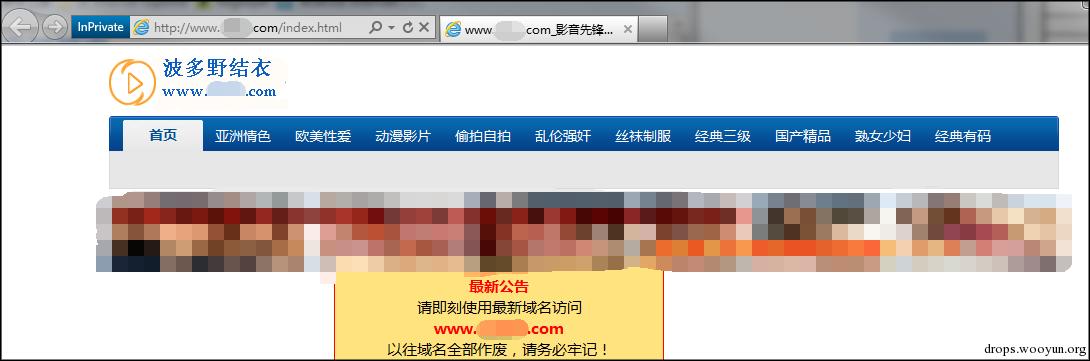 InPrivate http://www. com/index.html www. com_影音先锋...
波多野结衣
www. .com
首页 亚洲情色 欧美性爱 动漫影片 偷拍自拍 乱伦强奸 丝袜制服 经典三级 国产精品 熟女少妇 经典有码
最新公告
请即刻使用最新域名访问
www. .com
以往域名全部作废，请务必牢记！
drops.wooyun.org